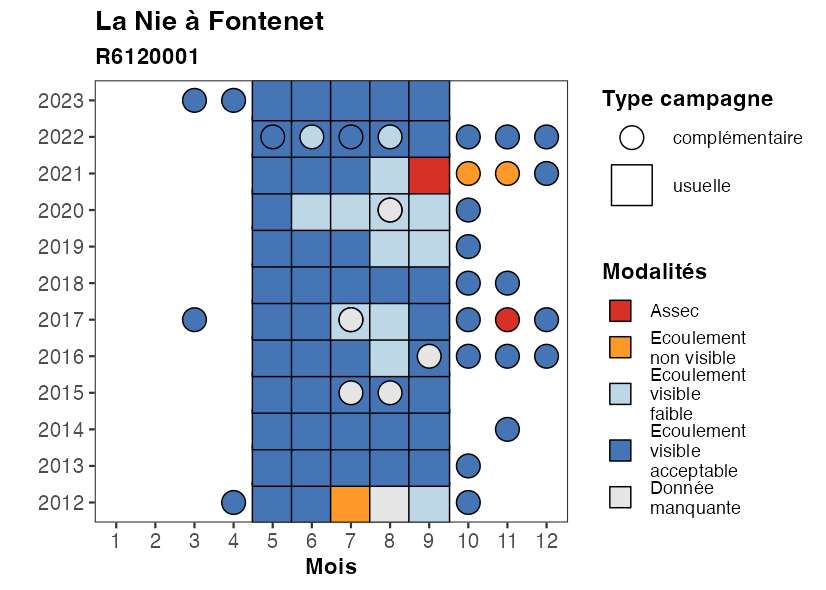 La Nie à Fontenet
R6120001
2023
2022
2021
2020
2019
2018
2017
2016
2015
2014
2013
2012
1 2 3 4 5 6 7 8 9 10 11 12
Mois
Type campagne
complémentaire
usuelle
Modalités
Assec
Ecoulement
non visible
Ecoulement
visible
faible
Ecoulement
visible
acceptable
Donnée
manquante